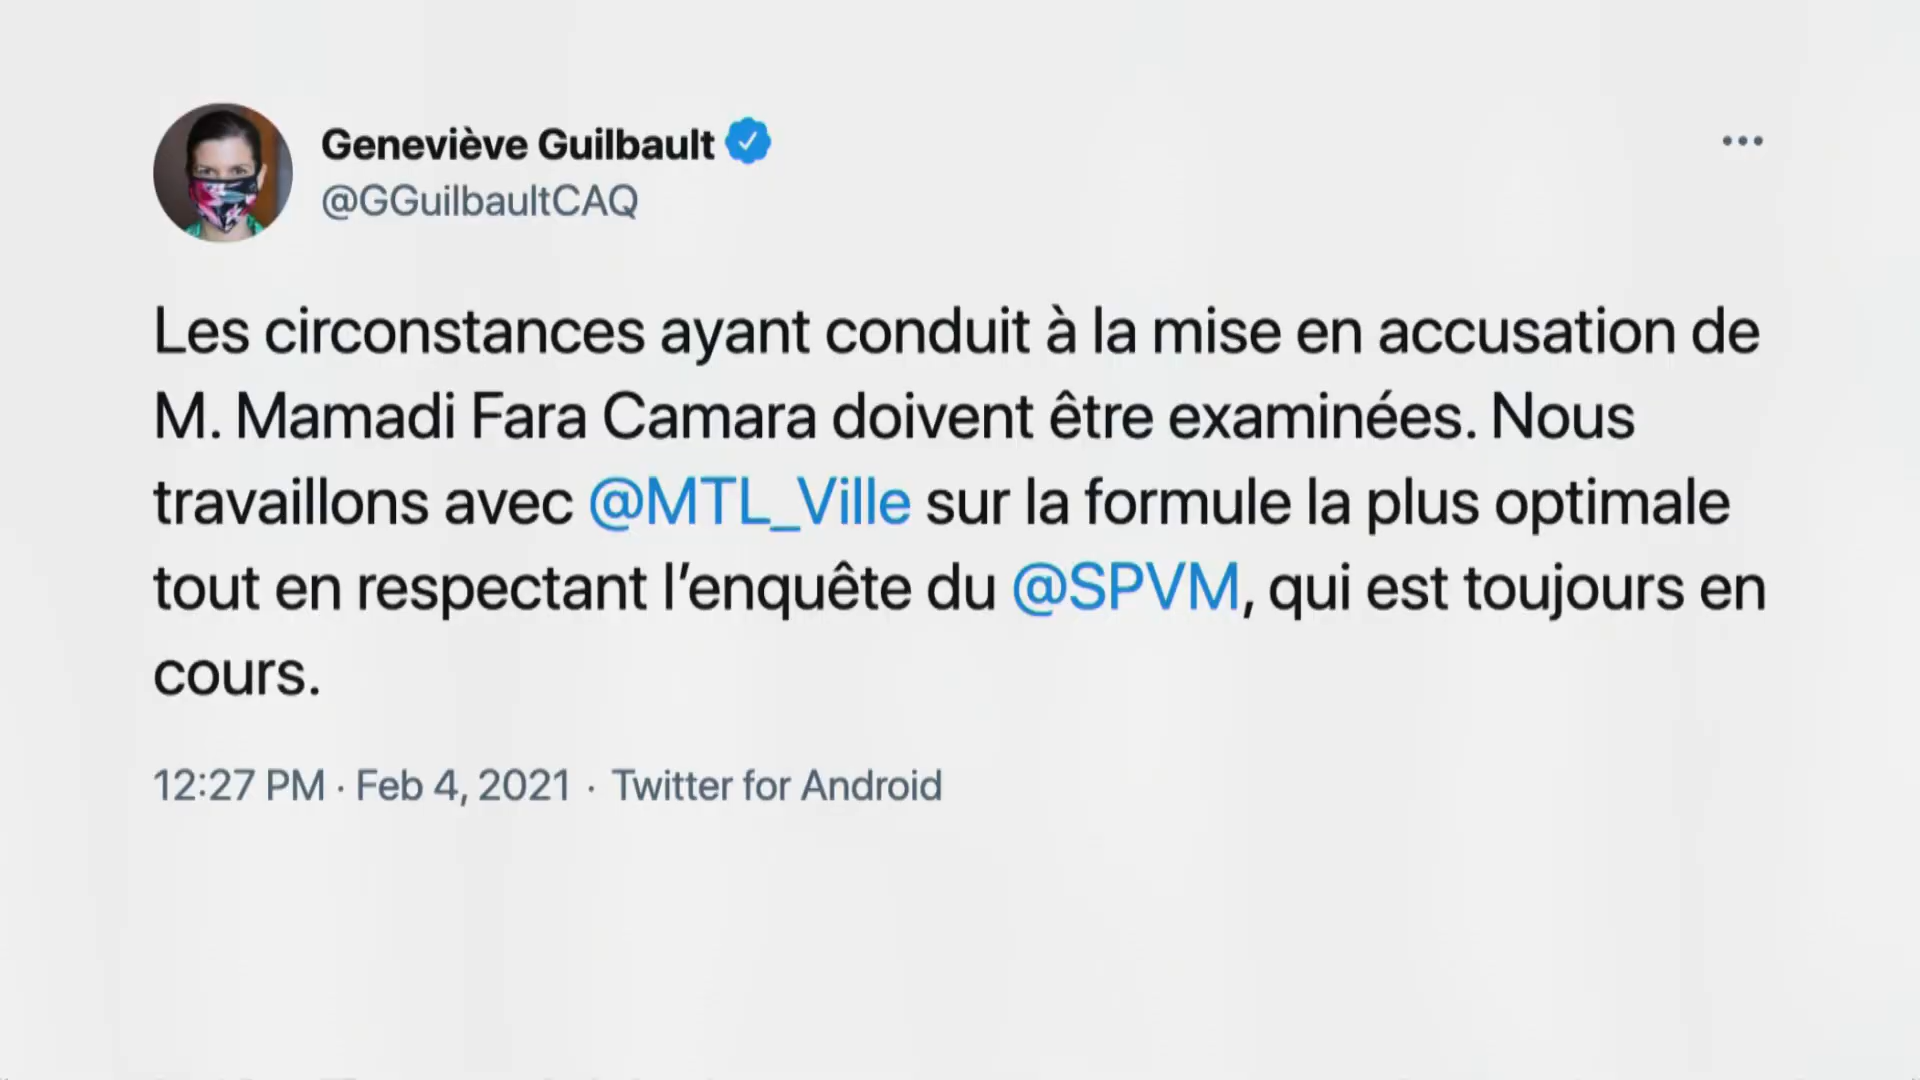 Geneviève Guilbault
@GGuilbaultCAQ
Les circonstances ayant conduit à la mise en accusation de
M. Mamadi Fara Camara doivent être examinées. Nous
travaillons avec @MTL_Ville sur la formule la plus optimale
tout en respectant l’enquête du @SPVM, qui est toujours en
cours.
12:27 PM · Feb 4, 2021 · Twitter for Android